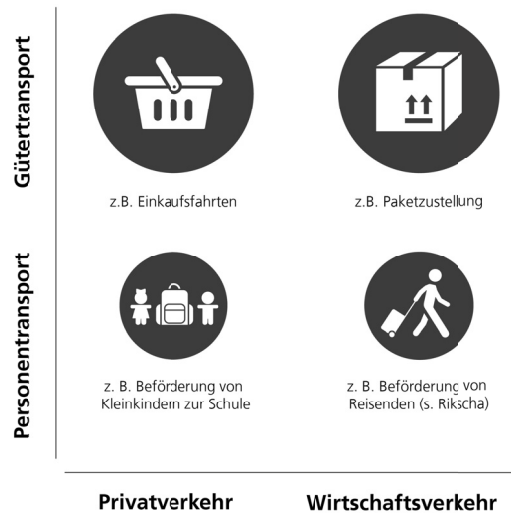 Gütertransport
z.B. Einkaufsfahrten
z.B. Paketzustellung
Personentransport
z. B. Beförderung von
Kleinkindern zur Schule
z. B. Beförderung von
Reisenden (s. Rikscha)
Privatverkehr
Wirtschaftsverkehr